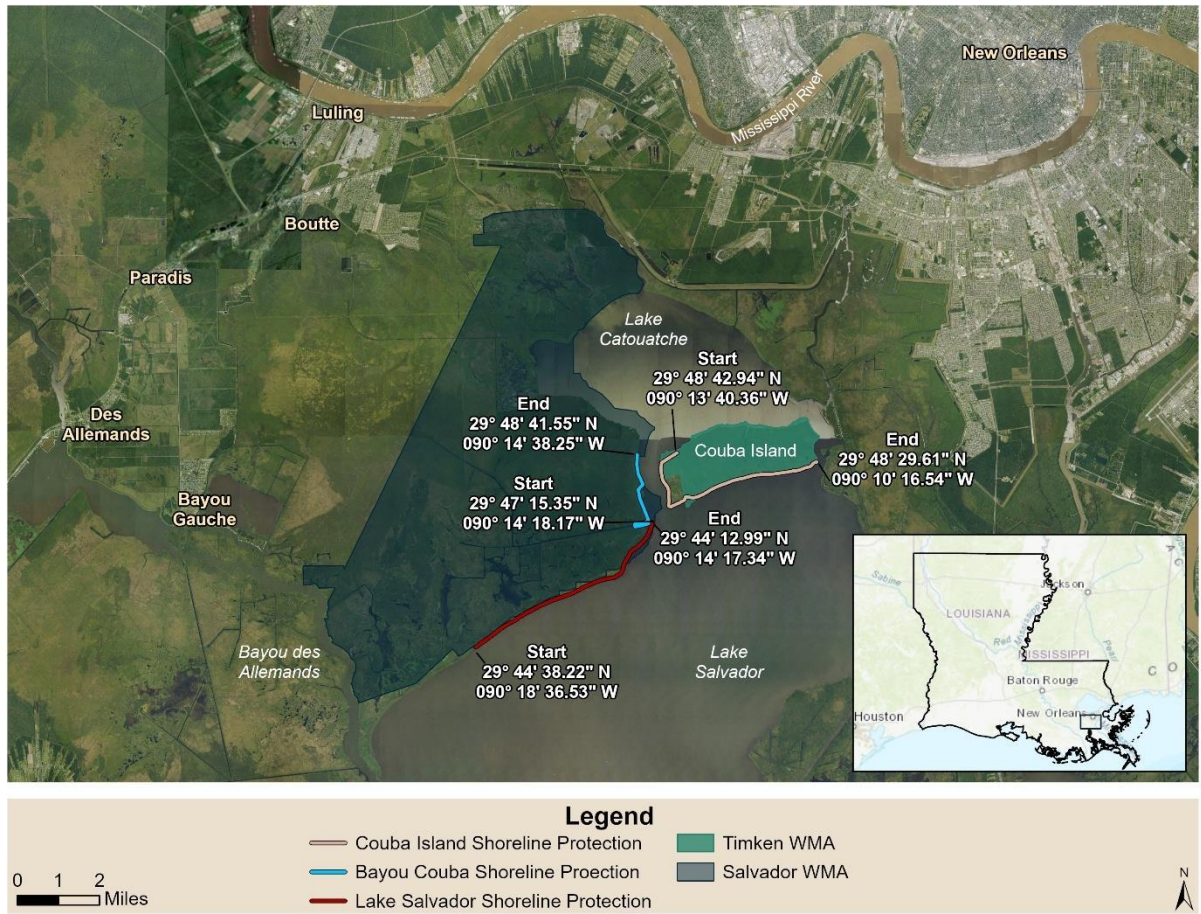 New Orleans
Mississippi River
Luling
Boutte
Paradis
Lake
Catouatche
Start
29° 48' 42.94" N
090° 13' 40.36" W
End
29° 48' 41.55" N
090° 14' 38.25" W
Des
Allemands
Couba Island
End
29° 48' 29.61" N
090° 10' 16.54" W
Start
29° 47' 15.35" N
090° 14' 18.17" W
Bayou
Gauche
End
29° 44' 12.99" N
090° 14' 17.34" W
Bayou des
Allemands
Start
29° 44' 38.22" N
090° 18' 36.53" W
Lake
Salvador
Sabine
Jackson
LOUISIANA
Red
Mississippi
Pear
MISSISSIPPI
Baton Rouge
New Orleans
Houston
Legend
Couba Island Shoreline Protection
Bayou Couba Shoreline Proection
Lake Salvador Shoreline Protection
Timken WMA
Salvador WMA
0 1 2
Miles
N